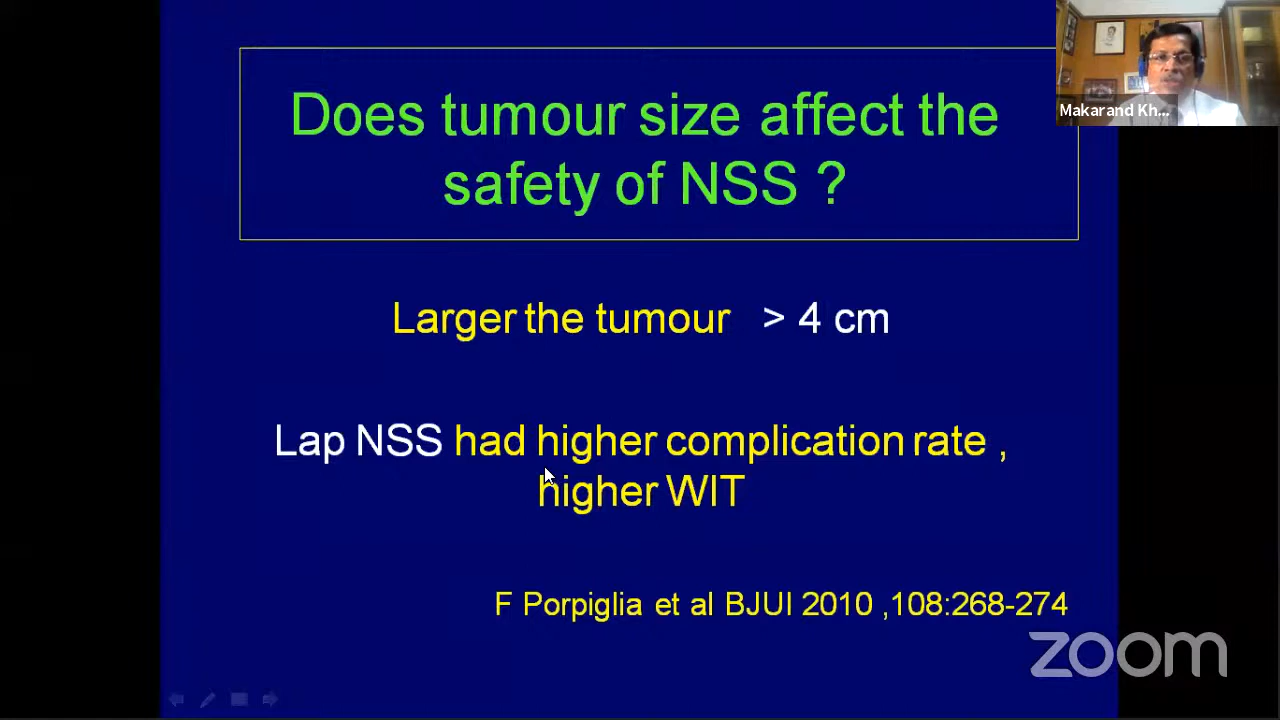 Does tumour size affect the
safety of NSS ?
Makarand Kh...
Larger the tumour > 4 cm
Lap NSS had higher complication rate ,
higher WIT
F Porpiglia et al BJUI 2010 ,108:268-274
zoom